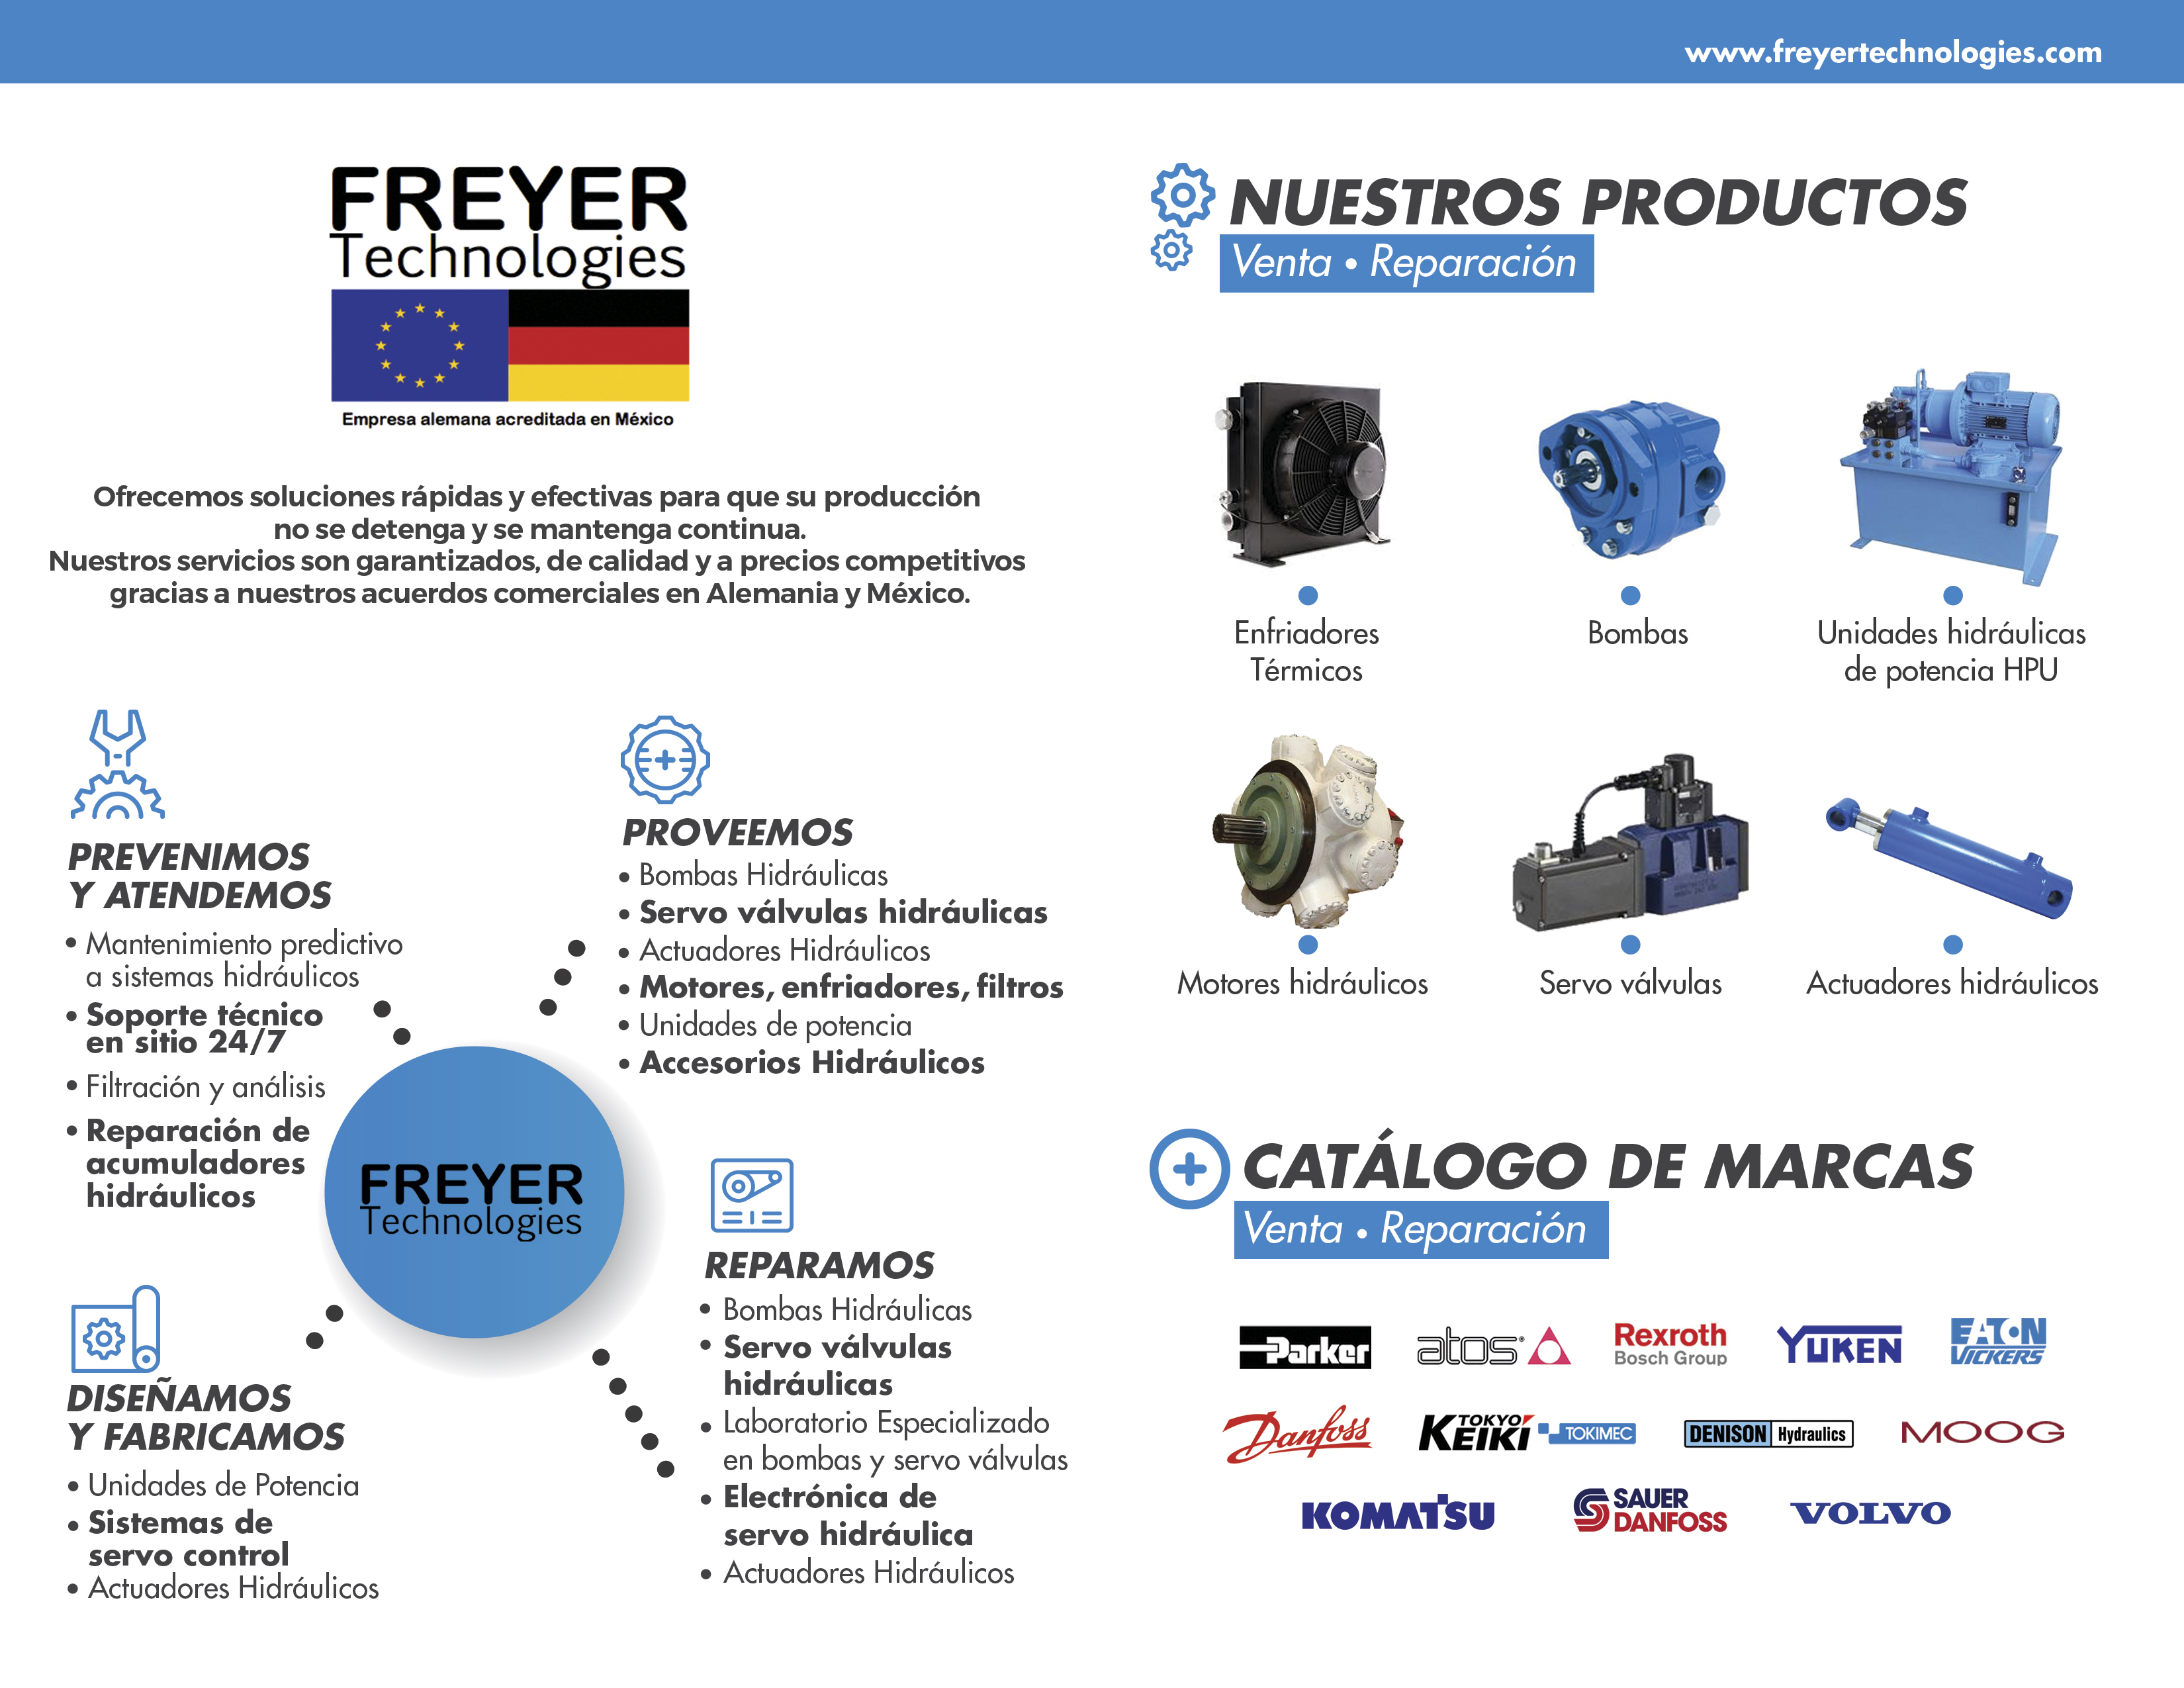 www.freyertechnologies.com
FREYER
Technologies
Empresa alemana acreditada en México
Ofrecemos soluciones rápidas y efectivas para que su producción
no se detenga y se mantenga continua.
Nuestros servicios son garantizados, de calidad y a precios competitivos
gracias a nuestros acuerdos comerciales en Alemania y México.
PREVENIMOS
Y ATENDEMOS
• Mantenimiento predictivo
a sistemas hidráulicos
• Soporte técnico
en sitio 24/7
• Filtración y análisis
• Reparación de
acumuladores
hidráulicos
PROVEEMOS
• Bombas Hidráulicas
• Servo válvulas hidráulicas
• Actuadores Hidráulicos
• Motores, enfriadores, filtros
• Unidades de potencia
• Accesorios Hidráulicos
FREYER
Technologies
DISEÑAMOS
Y FABRICAMOS
• Unidades de Potencia
• Sistemas de
servo control
• Actuadores Hidráulicos
REPARAMOS
• Bombas Hidráulicas
• Servo válvulas
hidráulicas
• Laboratorio Especializado
en bombas y servo válvulas
• Electrónica de
servo hidráulica
• Actuadores Hidráulicos
NUESTROS PRODUCTOS
Venta • Reparación
Enfriadores
Térmicos
Bombas
Unidades hidráulicas
de potencia HPU
Motores hidráulicos
Servo válvulas
Actuadores hidráulicos
CATÁLOGO DE MARCAS
Venta • Reparación
Parker
atos
Rexroth
Bosch Group
YUKEN
EATON
VICKERS
Danfoss
TOKYO
KEIKI
TOKIMEC
DENISON Hydraulics
MOOG
KOMATSU
SAUER
DANFOSS
VOLVO